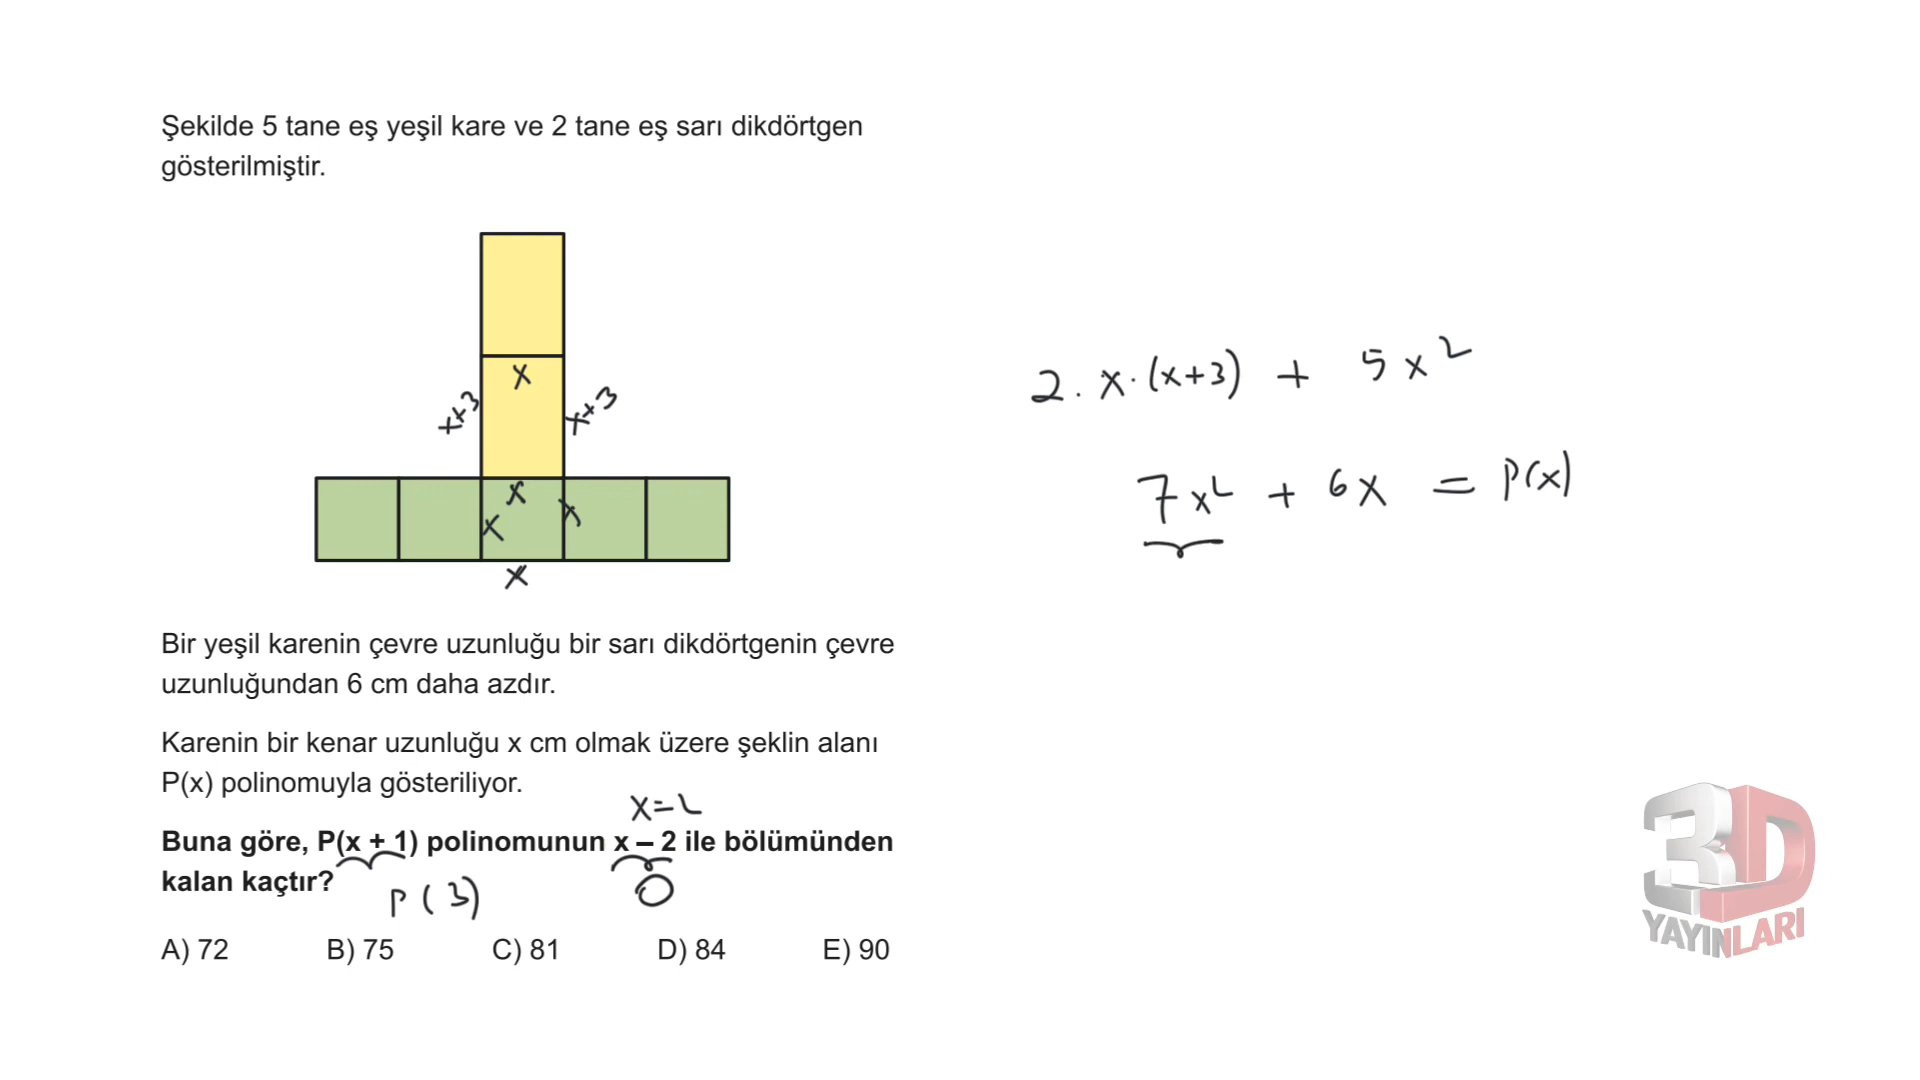 Şekilde 5 tane eş yeşil kare ve 2 tane eş sarı dikdörtgen
gösterilmiştir.
x
x+3
x+3
x
x
x
x
2.x.(x+3) + 5x²
7x² + 6x = P(x)
Bir yeşil karenin çevre uzunluğu bir sarı dikdörtgenin çevre
uzunluğundan 6 cm daha azdır.
Karenin bir kenar uzunluğu x cm olmak üzere şeklin alanı
P(x) polinomuyla gösteriliyor.
x=2
Buna göre, P(x + 1) polinomunun x – 2 ile bölümünden
kalan kaçtır?
P(3)
0
A) 72 B) 75 C) 81 D) 84 E) 90
3D
YAYINLARI